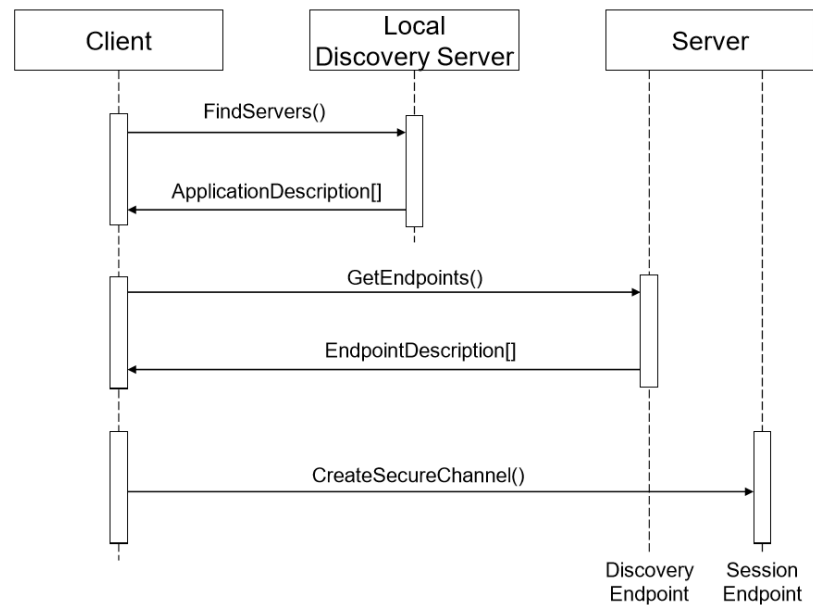 Client
Local
Discovery Server
Server
FindServers()
ApplicationDescription[]
GetEndpoints()
EndpointDescription[]
CreateSecureChannel()
Discovery
Endpoint
Session
Endpoint